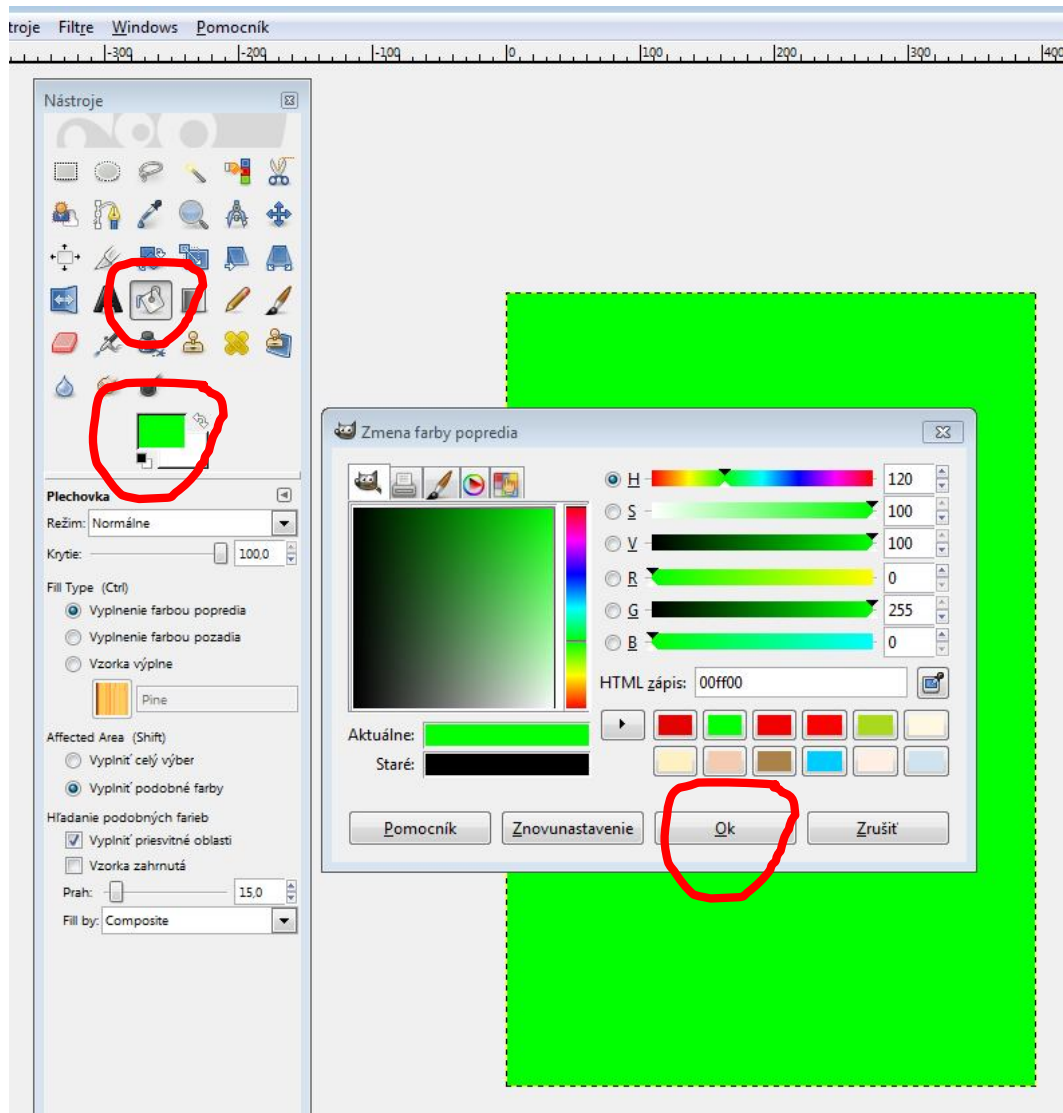 troje Filtre Windows Pomocník
-300 -200 -100 0 100 200 300 400
Nástroje
Plechovka
Režim: Normálne
Krytie: 100,0
Fill Type (Ctrl)
Vyplnenie farbou popredia
Vyplnenie farbou pozadia
Vzorka výplne
Pine
Affected Area (Shift)
Vyplniť celý výber
Vyplniť podobné farby
Hľadanie podobných farieb
Vyplniť priesvitné oblasti
Vzorka zahrnutá
Prah: 15,0
Fill by: Composite
Zmena farby popredia
H 120
S 100
V 100
R 0
G 255
B 0
HTML zápis: 00ff00
Aktuálne:
Staré:
Pomocník Znovunastavenie Ok Zrušiť